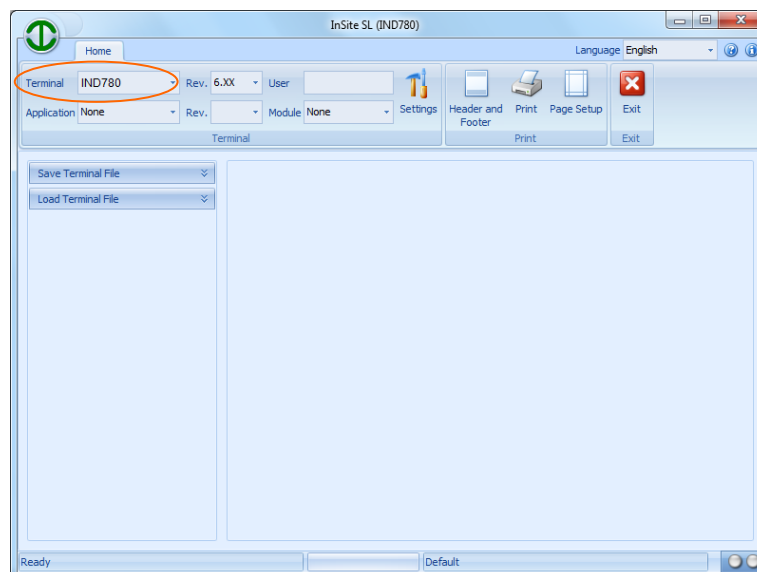 InSite SL (IND780)
Home
Language English
Terminal IND780 Rev. 6.XX User
Application None Rev. Module None
Settings
Header and Footer
Print
Page Setup
Exit
Terminal
Print
Exit
Save Terminal File
Load Terminal File
Ready
Default